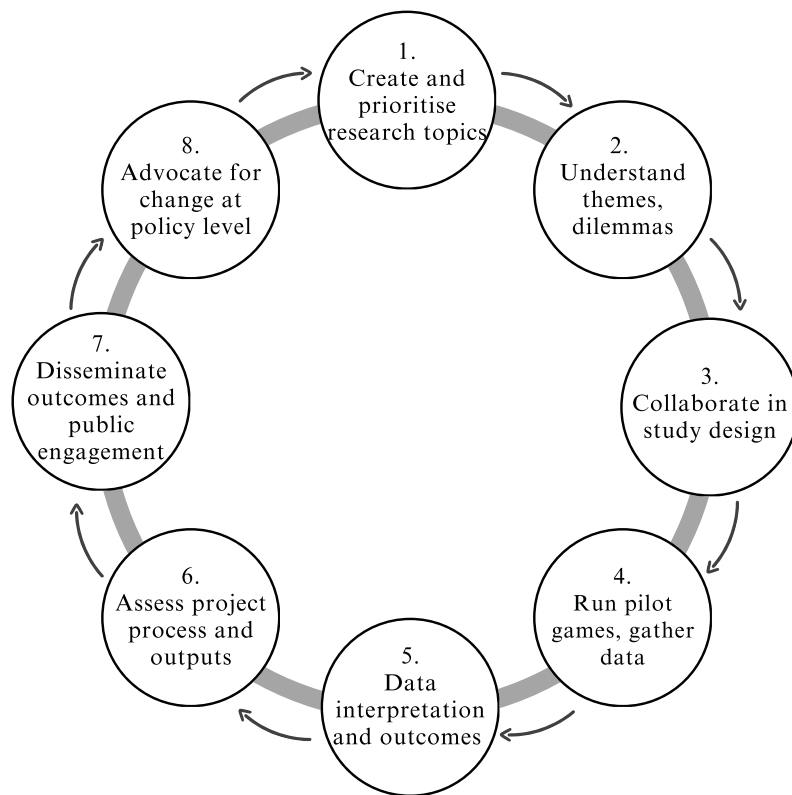 1.
Create and
prioritise
research topics
2.
Understand
themes,
dilemmas
3.
Collaborate in
study design
4.
Run pilot
games, gather
data
5.
Data
interpretation
and outcomes
6.
Assess project
process and
outputs
7.
Disseminate
outcomes and
public
engagement
8.
Advocate for
change at
policy level